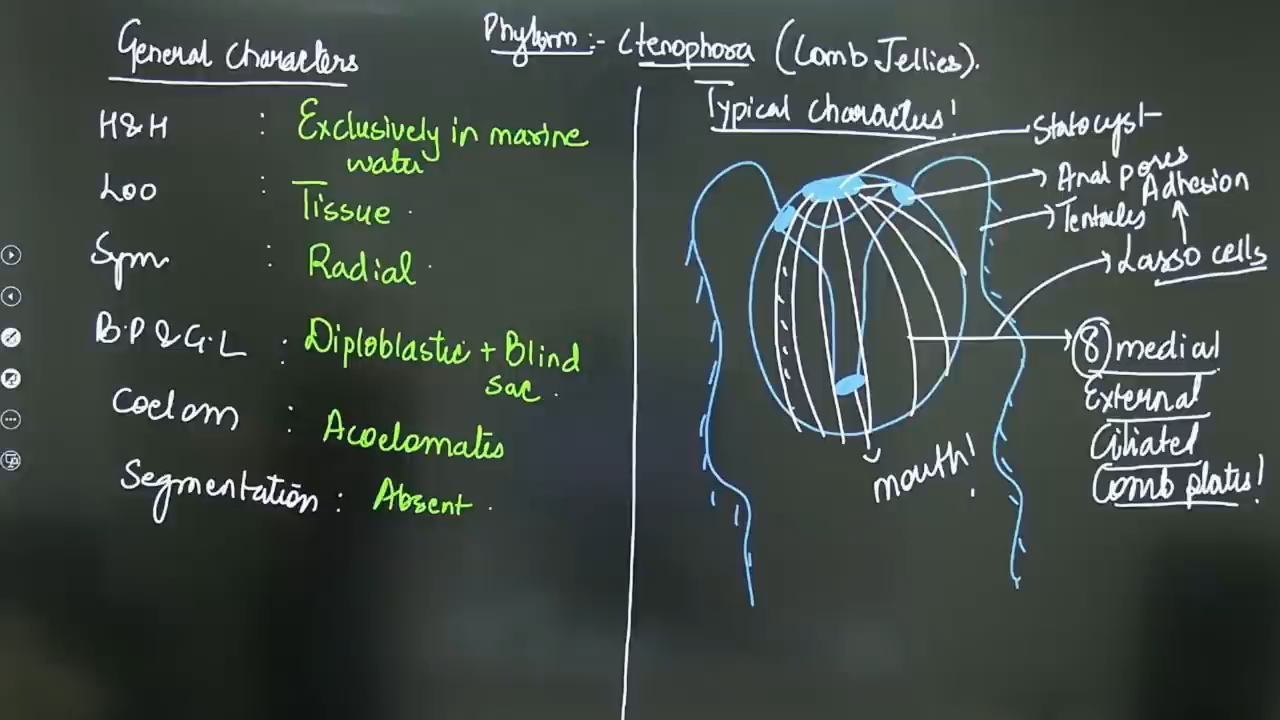 Phylum:- Ctenophora (Comb Jellies).
General Characters
H&H : Exclusively in marine
water
LOO : Tissue.
Sym : Radial.
B.P & G.L : Diploblastic + Blind
sac.
Coelom : Acoelomates
Segmentation : Absent.
Typical Characters!
Statocyst
Anal pores
Adhesion
Tentacles
Lasso cells
8 medial
External
Ciliated
Comb plates!
mouth!